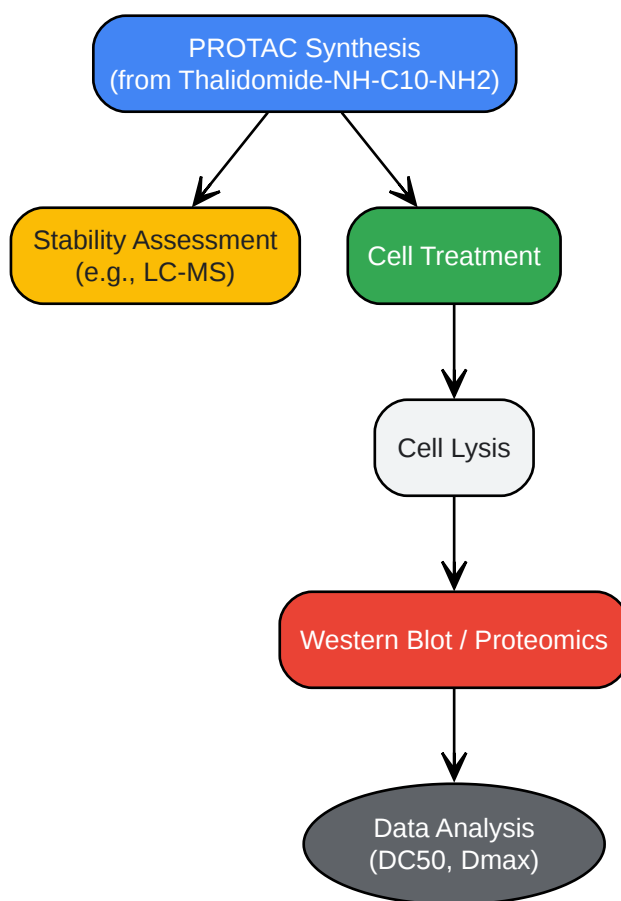 PROTAC Synthesis
(from Thalidomide-NH-C10-NH2)
Stability Assessment
(e.g., LC-MS)
Cell Treatment
Cell Lysis
Western Blot / Proteomics
Data Analysis
(DC50, Dmax)